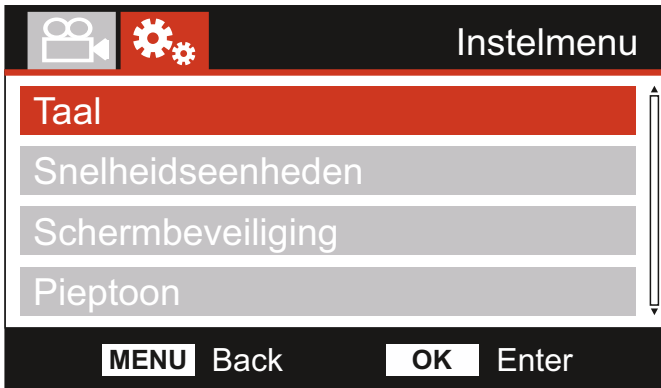 Instelmenu
Taal
Snelheidseenheden
Schermbeveiliging
Pieptoon
MENU Back OK Enter